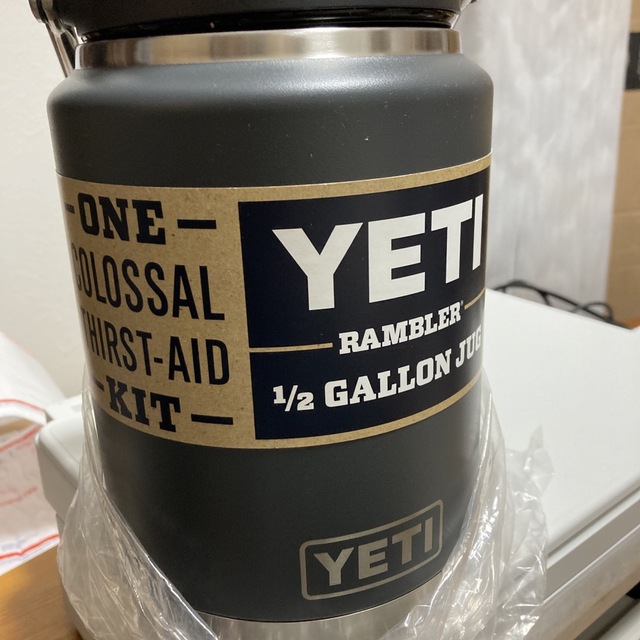 -ONE-
COLOSSAL
THIRST-AID
-KIT-
YETI
RAMBLER®
1/2 GALLON JUG
YETI